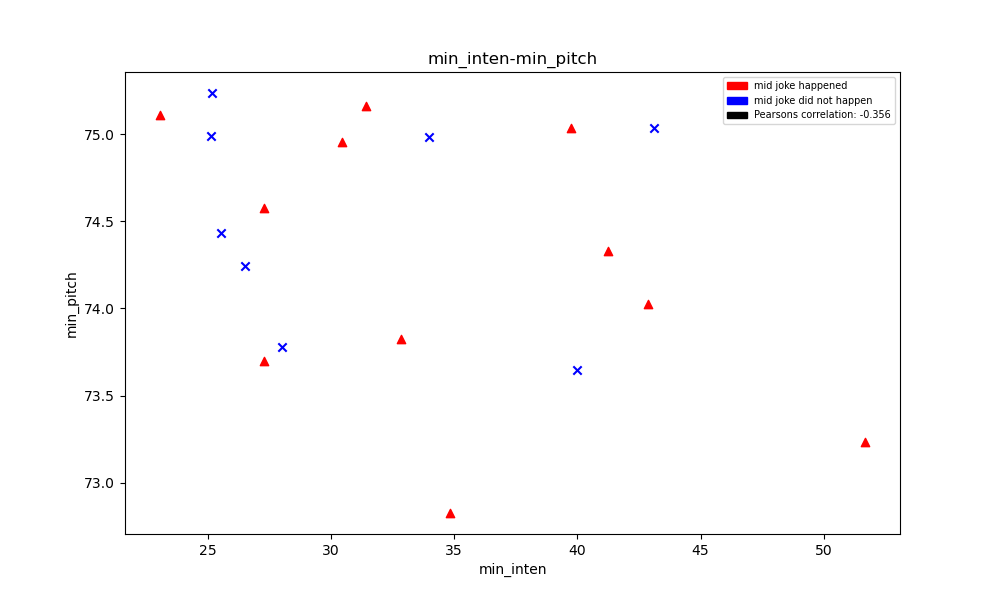 min_inten-min_pitch
mid joke happened
mid joke did not happen
Pearsons correlation: -0.356
75.0
74.5
74.0
73.5
73.0
min_pitch
25 30 35 40 45 50
min_inten